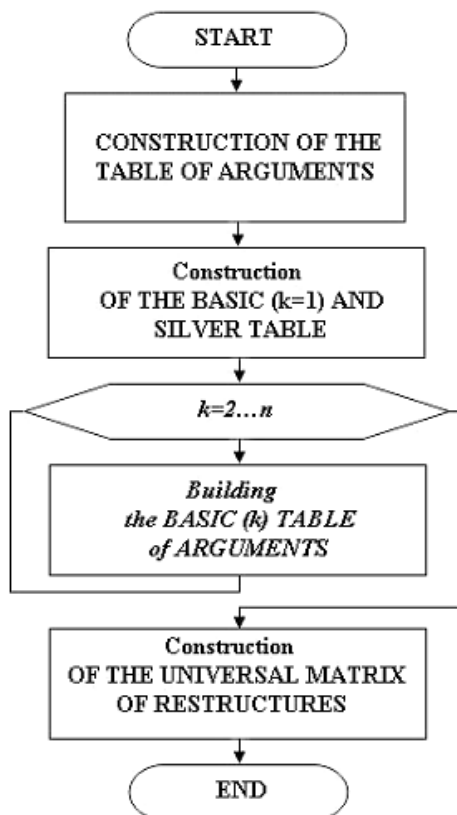 START
CONSTRUCTION OF THE
TABLE OF ARGUMENTS
Construction
OF THE BASIC (k=1) AND
SILVER TABLE
k=2...n
Building
the BASIC (k) TABLE
of ARGUMENTS
Construction
OF THE UNIVERSAL MATRIX
OF RESTRUCTURES
END